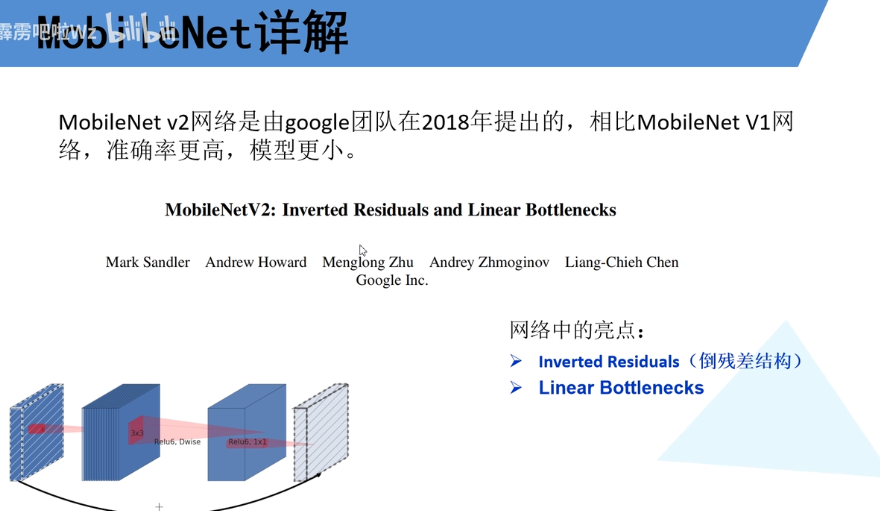 霹雳吧啦Wz bilibili
MobileNet详解
MobileNet v2网络是由google团队在2018年提出的，相比MobileNet V1网
络，准确率更高，模型更小。
MobileNetV2: Inverted Residuals and Linear Bottlenecks
Mark Sandler Andrew Howard Menglong Zhu Andrey Zhmoginov Liang-Chieh Chen
Google Inc.
网络中的亮点：
Inverted Residuals（倒残差结构）
Linear Bottlenecks
3x3
Relu6, Dwise
Relu6, 1x1